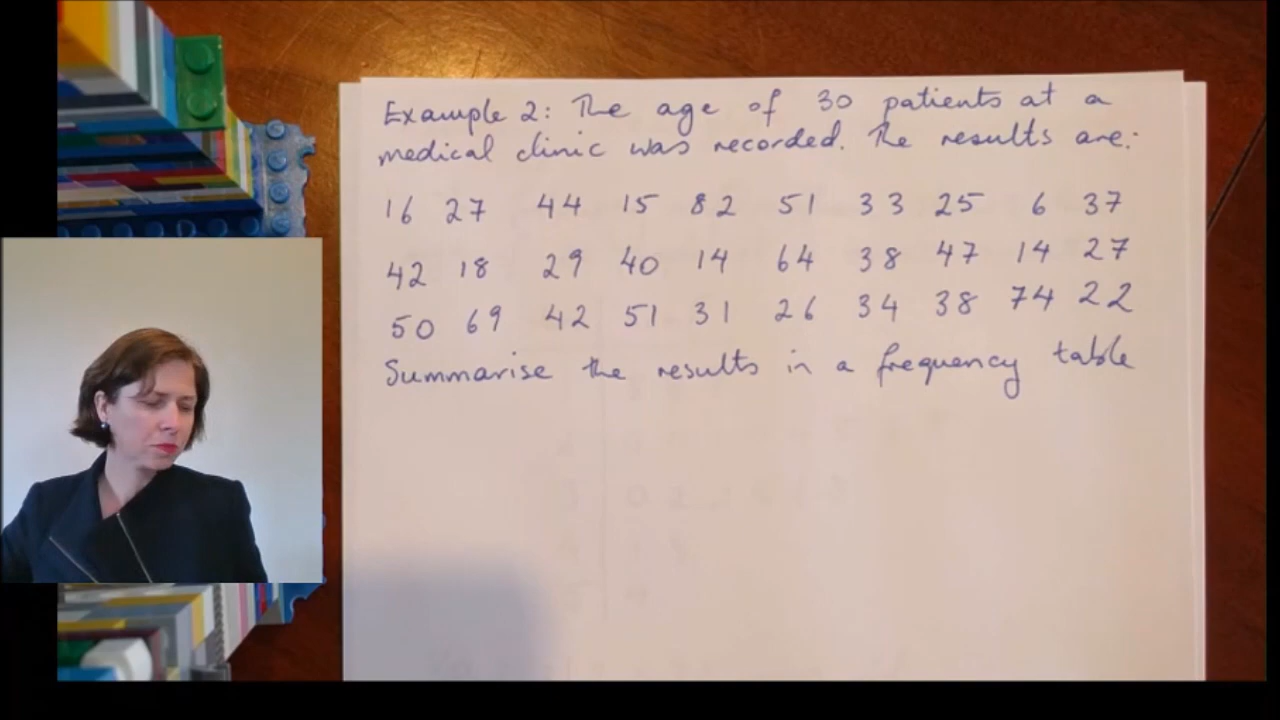 Example 2: The age of 30 patients at a
medical clinic was recorded. The results are:
16 27 44 15 82 51 33 25 6 37
42 18 29 40 14 64 38 47 14 27
50 69 42 51 31 26 34 38 74 22
Summarise the results in a frequency table